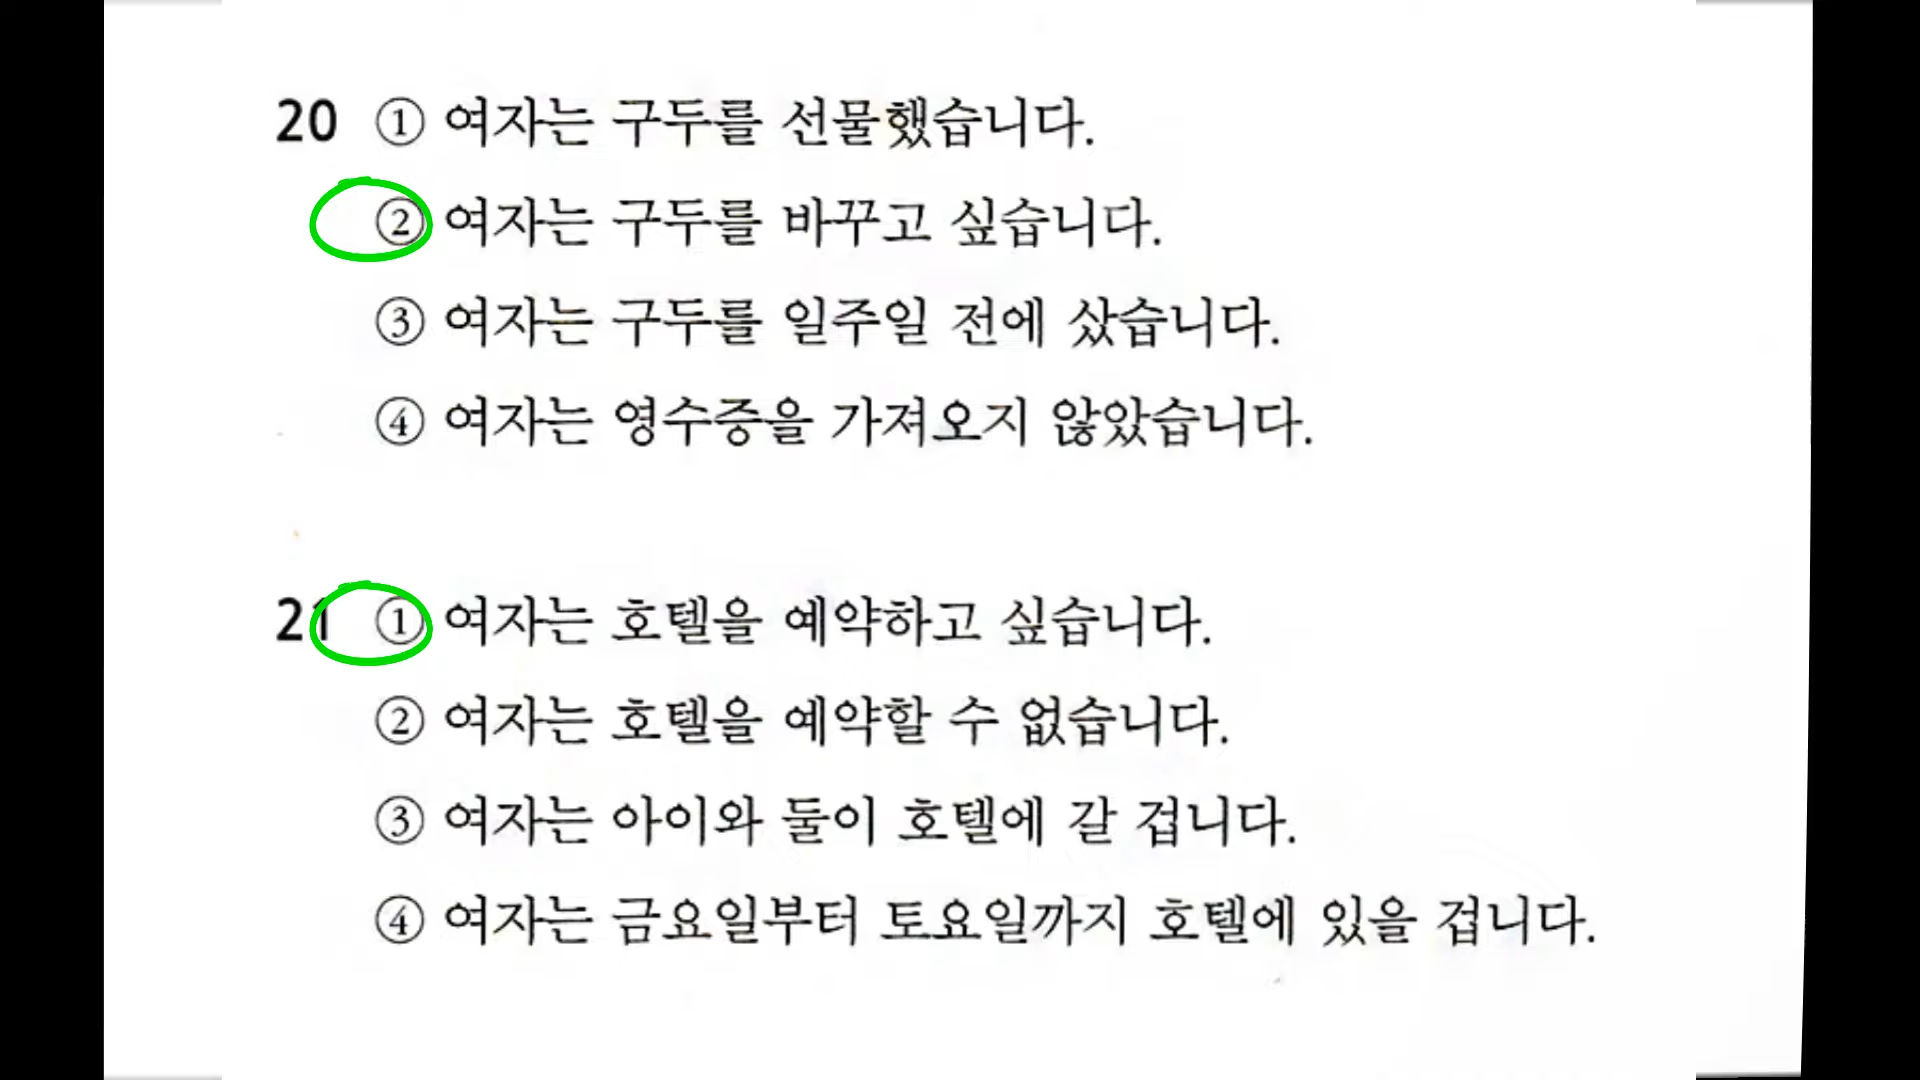 20 ① 여자는 구두를 선물했습니다.
② 여자는 구두를 바꾸고 싶습니다.
③ 여자는 구두를 일주일 전에 샀습니다.
④ 여자는 영수증을 가져오지 않았습니다.
21 ① 여자는 호텔을 예약하고 싶습니다.
② 여자는 호텔을 예약할 수 없습니다.
③ 여자는 아이와 둘이 호텔에 갈 겁니다.
④ 여자는 금요일부터 토요일까지 호텔에 있을 겁니다.